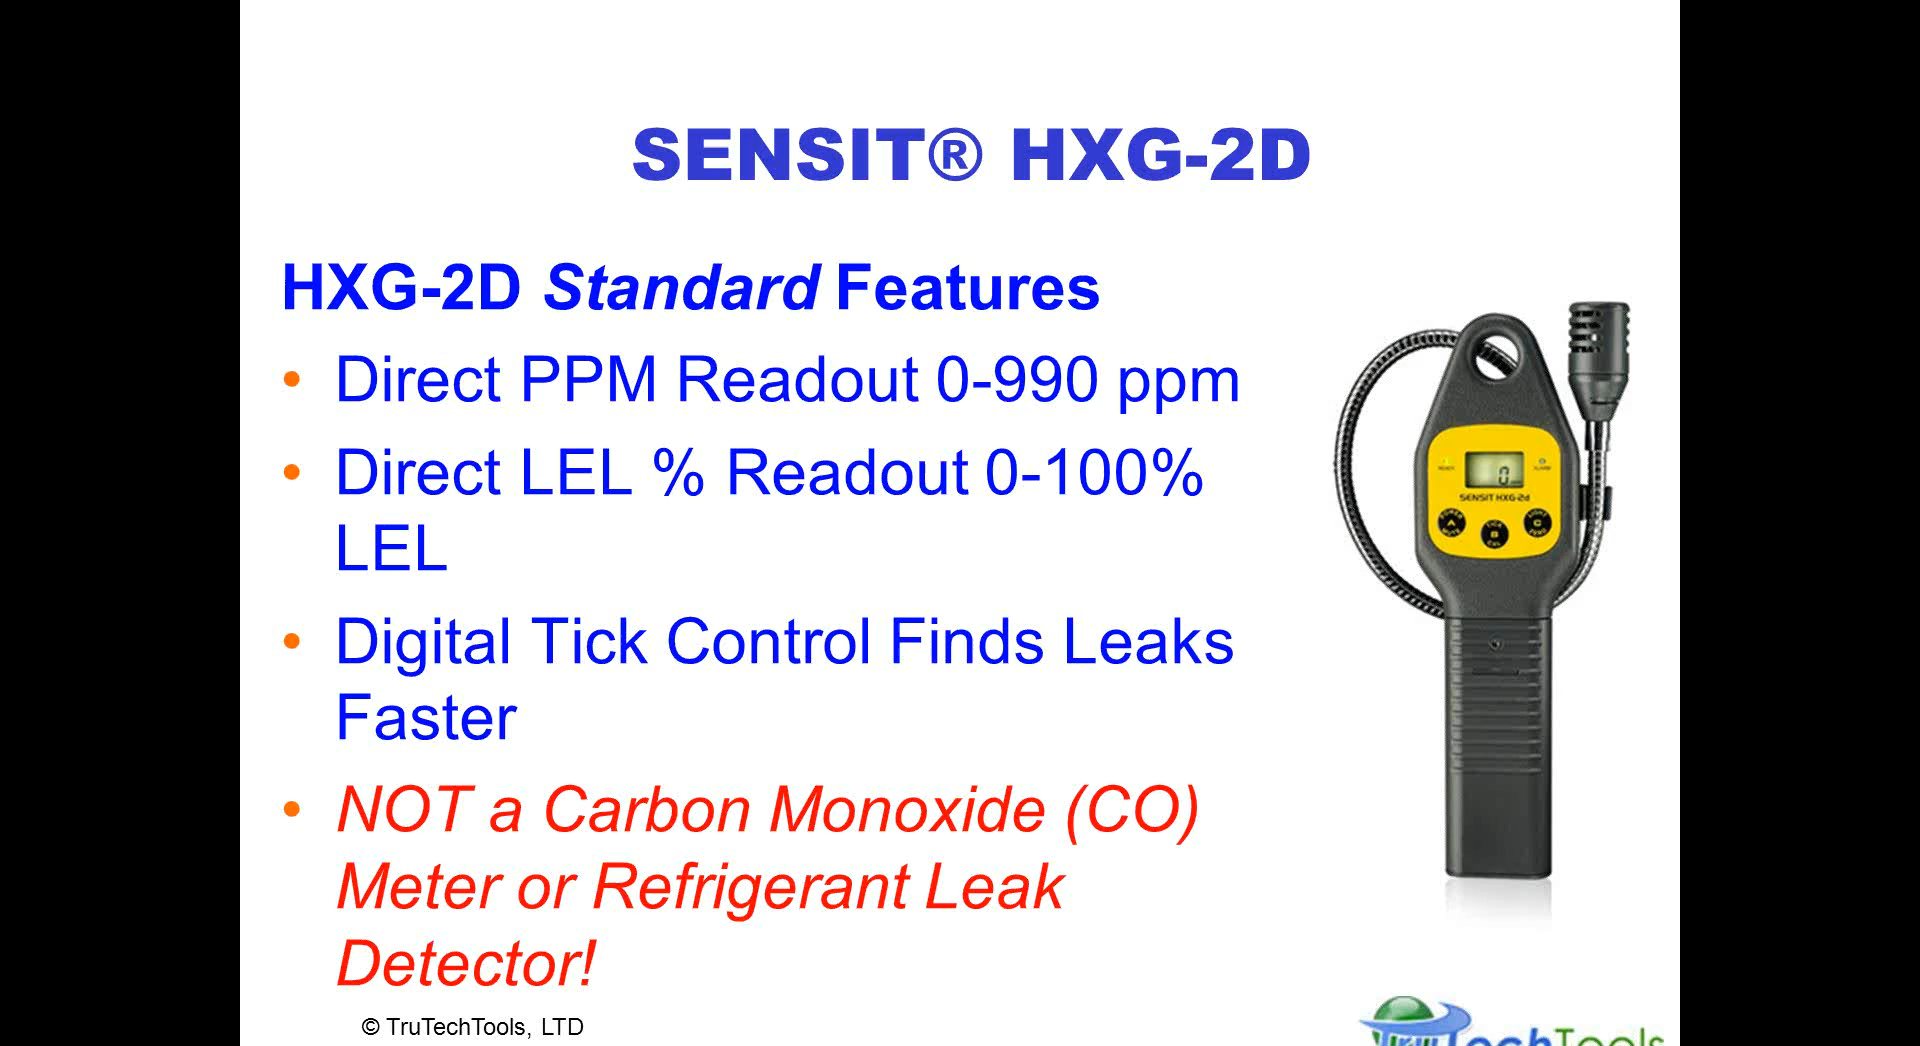 SENSIT® HXG-2D
HXG-2D Standard Features
• Direct PPM Readout 0-990 ppm
• Direct LEL % Readout 0-100%
LEL
• Digital Tick Control Finds Leaks
Faster
• NOT a Carbon Monoxide (CO)
Meter or Refrigerant Leak
Detector!
0
SENSIT HXG-2d
A
B
C
© TruTechTools, LTD
TechTools